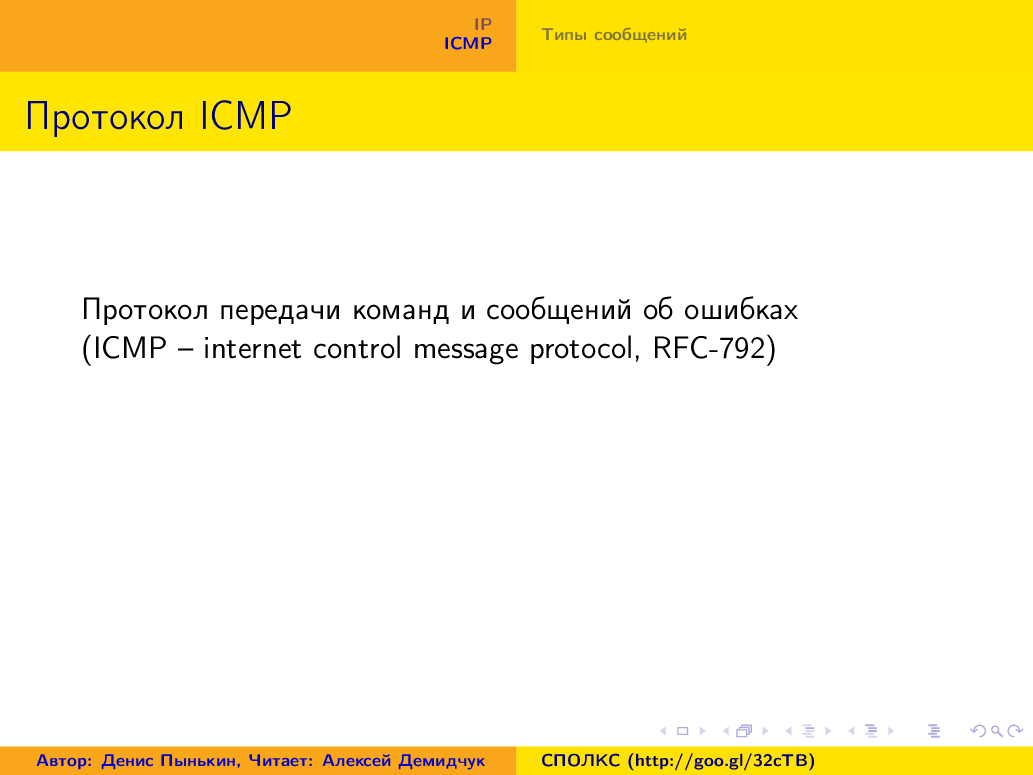 IP
ICMP
Типы сообщений
Протокол ICMP
Протокол передачи команд и сообщений об ошибках
(ICMP – internet control message protocol, RFC-792)
Автор: Денис Пынькин, Читает: Алексей Демидчук
СПОЛКС (http://goo.gl/32cTB)